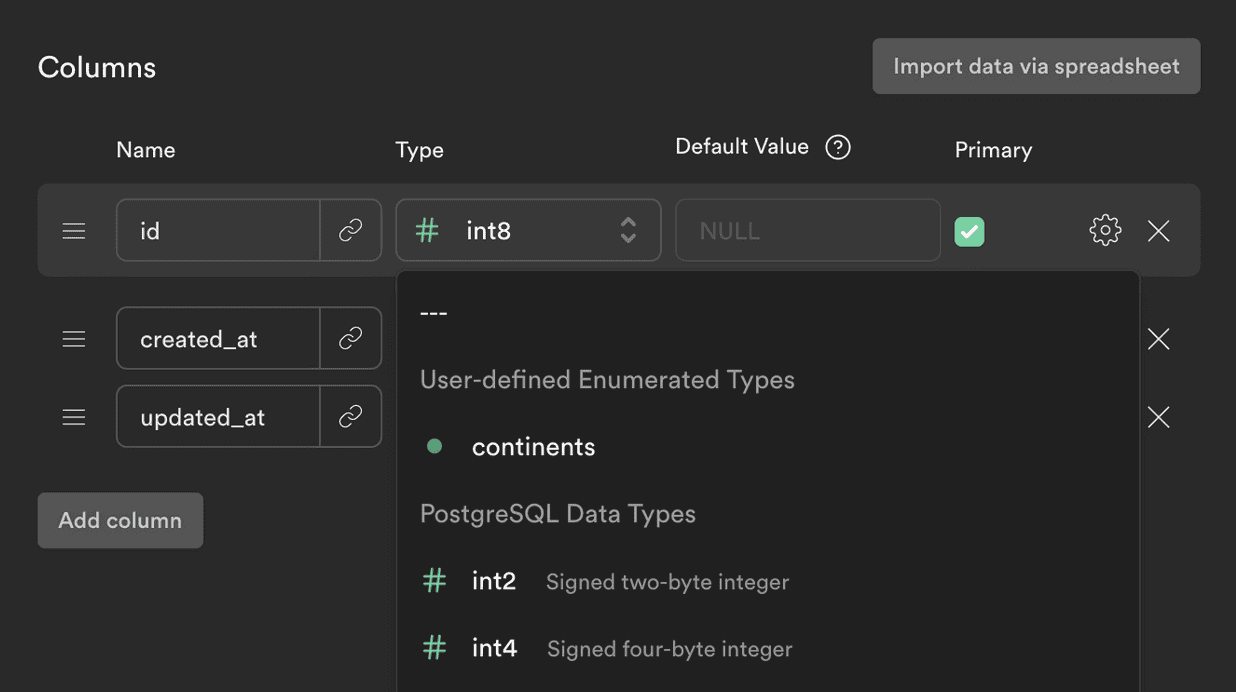 Columns
Import data via spreadsheet
Name Type Default Value ? Primary
id int8 NULL
---
created_at
User-defined Enumerated Types
updated_at
continents
PostgreSQL Data Types
Add column
int2 Signed two-byte integer
int4 Signed four-byte integer